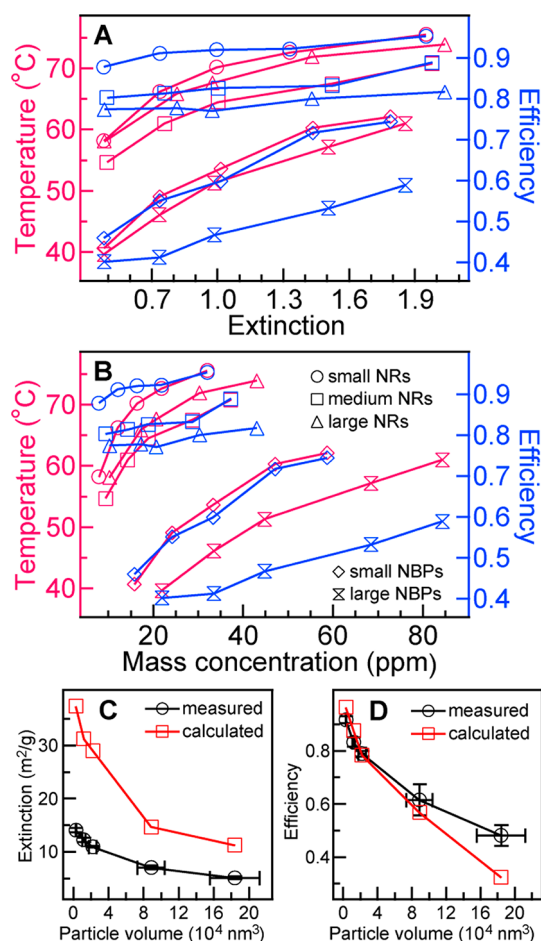 A
Temperature (°C)
70
60
50
40
0.9
0.8
0.7
0.6
0.5
0.4
Efficiency
0.7 1.0 1.3 1.6 1.9
Extinction
B
Temperature (°C)
70
60
50
40
small NRs
medium NRs
large NRs
small NBPs
large NBPs
0.9
0.8
0.7
0.6
0.5
0.4
Efficiency
20 40 60 80
Mass concentration (ppm)
C
measured
calculated
Extinction (m²/g)
30
15
5
0 4 8 12 16 20
Particle volume (10⁴ nm³)
D
measured
calculated
Efficiency
0.8
0.6
0.4
0 4 8 12 16 20
Particle volume (10⁴ nm³)